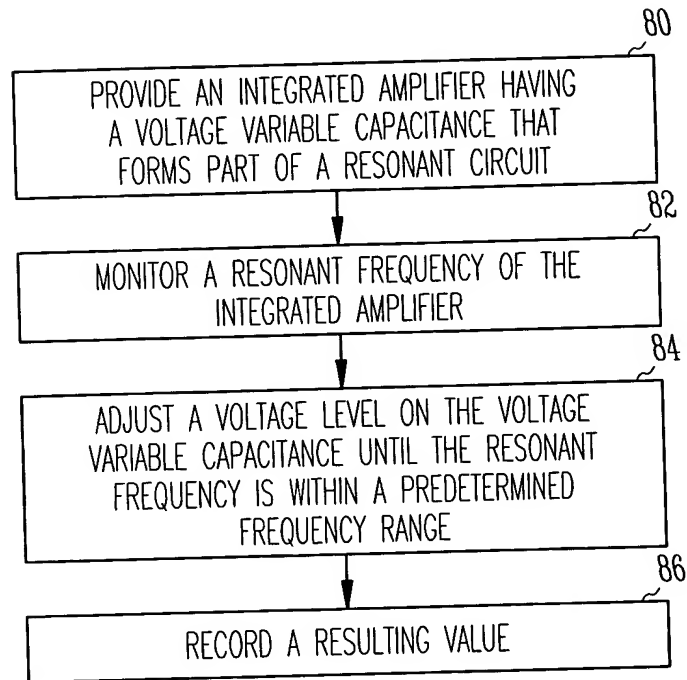 80
PROVIDE AN INTEGRATED AMPLIFIER HAVING
A VOLTAGE VARIABLE CAPACITANCE THAT
FORMS PART OF A RESONANT CIRCUIT
82
MONITOR A RESONANT FREQUENCY OF THE
INTEGRATED AMPLIFIER
84
ADJUST A VOLTAGE LEVEL ON THE VOLTAGE
VARIABLE CAPACITANCE UNTIL THE RESONANT
FREQUENCY IS WITHIN A PREDETERMINED
FREQUENCY RANGE
86
RECORD A RESULTING VALUE